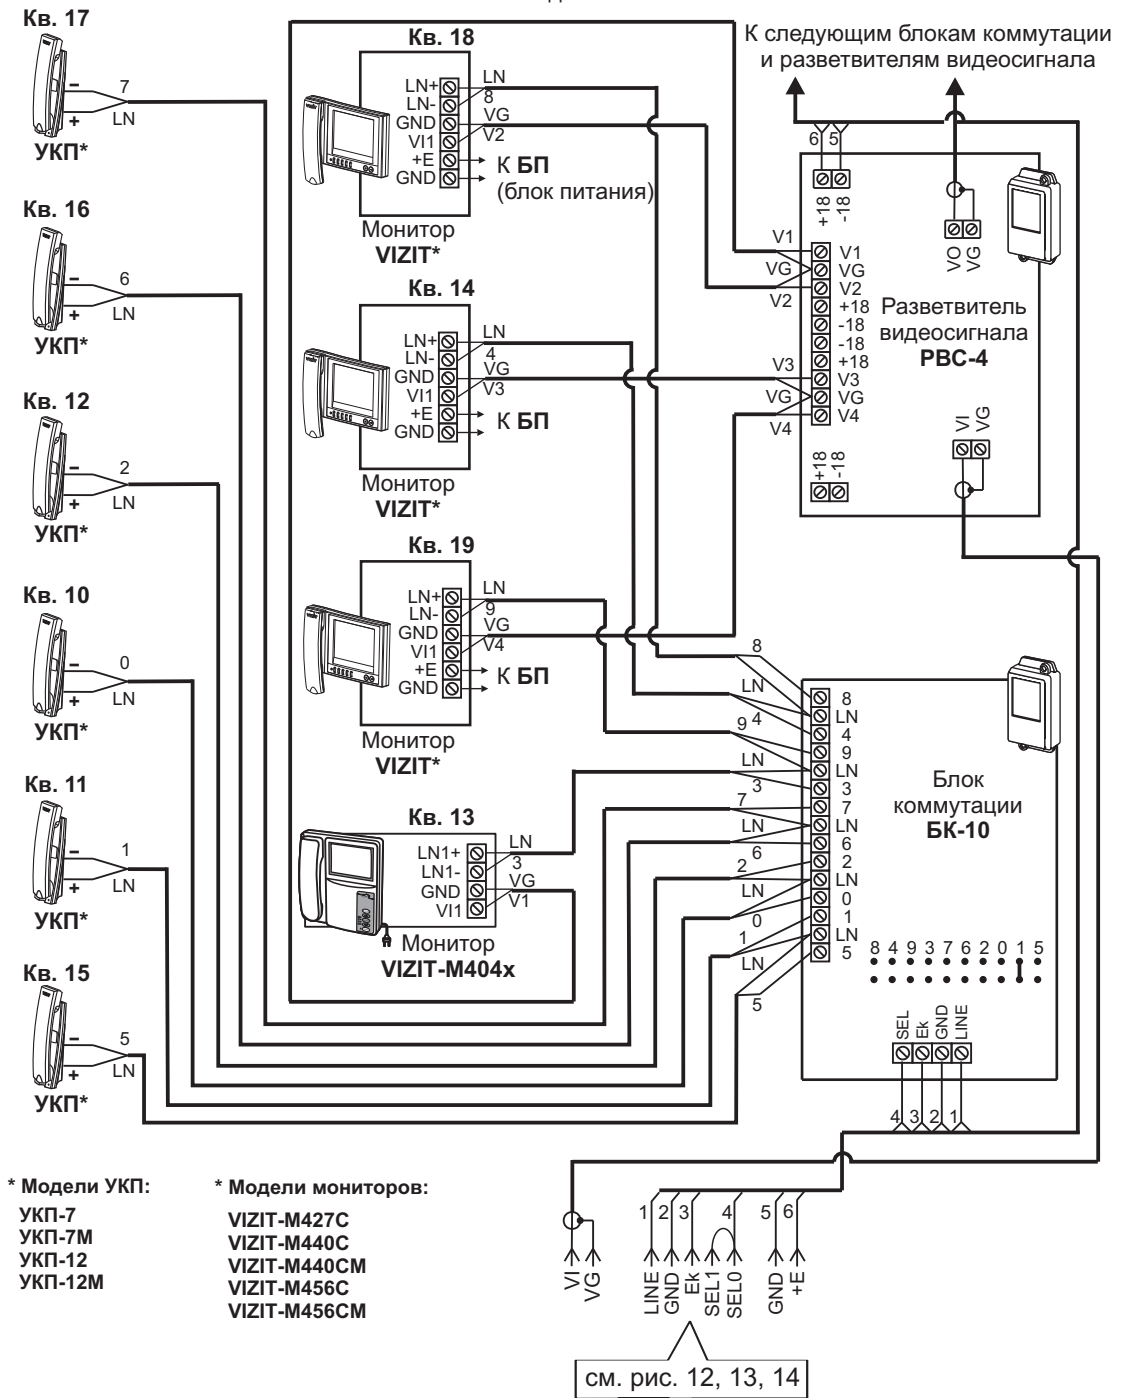 Кв. 17
−
7
+
LN
УКП*
Кв. 16
−
6
+
LN
УКП*
Кв. 12
−
2
+
LN
УКП*
Кв. 10
−
0
+
LN
УКП*
Кв. 11
−
1
+
LN
УКП*
Кв. 15
−
5
+
LN
УКП*
Кв. 18
LN+
LN-
GND
VI1
+E
GND
LN
8
VG
V2
К БП
(блок питания)
Монитор
VIZIT*
Кв. 14
LN+
LN-
GND
VI1
+E
GND
LN
4
VG
V3
К БП
Монитор
VIZIT*
Кв. 19
LN+
LN-
GND
VI1
+E
GND
LN
9
VG
V4
К БП
Монитор
VIZIT*
Кв. 13
LN1+
LN1-
GND
VI1
LN
3
VG
V1
Монитор
VIZIT-M404x
К следующим блокам коммутации
и разветвителям видеосигнала
6 5
+18
-18
VO
VG
V1
VG
V2
V3
VG
V4
V1
VG
V2
+18
-18
-18
+18
V3
VG
V4
Разветвитель
видеосигнала
РВС-4
VI
VG
+18
-18
8
LN
4
9
LN
3
7
LN
6
2
LN
0
1
LN
5
8
LN
4
9
LN
3
7
LN
6
2
LN
0
1
LN
5
Блок
коммутации
БК-10
8 4 9 3 7 6 2 0 1 5
SEL
Ek
GND
LINE
4 3 2 1
* Модели УКП:
УКП-7
УКП-7М
УКП-12
УКП-12М
* Модели мониторов:
VIZIT-M427C
VIZIT-M440C
VIZIT-M440CM
VIZIT-M456C
VIZIT-M456CM
1 2 3 4 5 6
VI
VG
LINE
GND
Ek
SEL1
SEL0
GND
+E
см. рис. 12, 13, 14